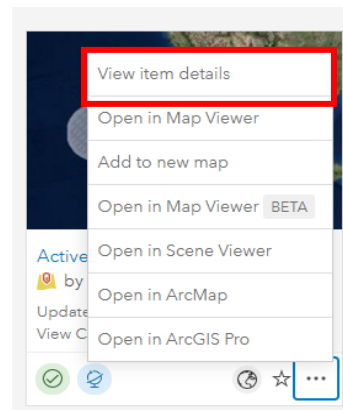 View item details
Open in Map Viewer
Add to new map
Open in Map Viewer BETA
Open in Scene Viewer
Open in ArcMap
Open in ArcGIS Pro
Active
by
Update
View C